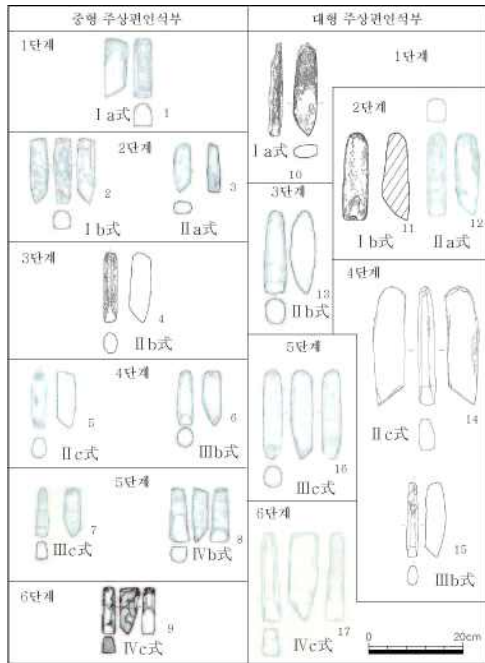 중형 주상편인석부
1단계
Ⅰa式
1
2단계
2
3
Ⅰb式
Ⅱa式
3단계
4
Ⅱb式
4단계
5
6
Ⅱc式
Ⅲb式
5단계
7
8
Ⅲc式
Ⅳb式
6단계
9
Ⅳc式
대형 주상편인석부
1단계
Ⅰa式
10
2단계
11
12
Ⅰb式
Ⅱa式
3단계
13
Ⅱb式
4단계
14
Ⅱc式
15
Ⅲb式
5단계
16
Ⅲc式
6단계
17
Ⅳc式
0 20cm